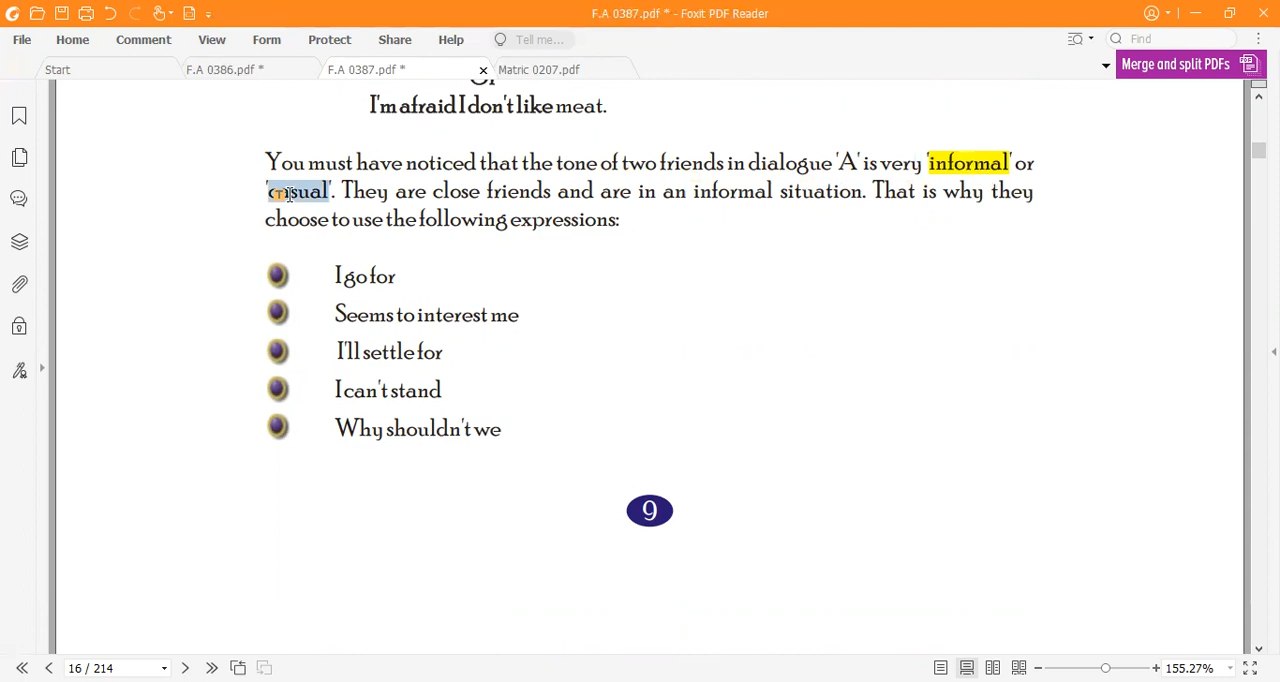 F.A 0387.pdf * - Foxit PDF Reader
File Home Comment View Form Protect Share Help Tell me... Find
Start F.A 0386.pdf * F.A 0387.pdf * Matric 0207.pdf Merge and split PDFs
I'm afraid I don't like meat.
You must have noticed that the tone of two friends in dialogue 'A' is very 'informal' or
'casual'. They are close friends and are in an informal situation. That is why they
choose to use the following expressions:
I go for
Seems to interest me
I'll settle for
I can't stand
Why shouldn't we
9
16 / 214 155.27%